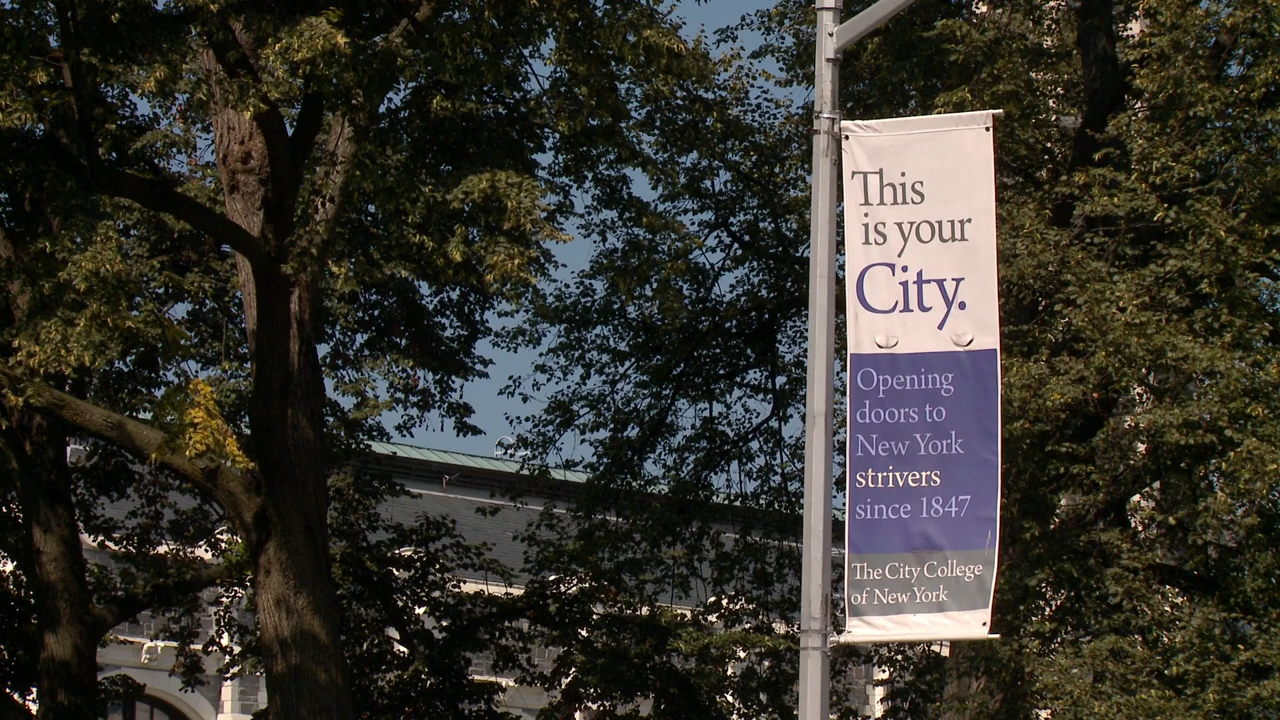 This
is your
City.
Opening
doors to
New York
strivers
since 1847
The City College
of New York